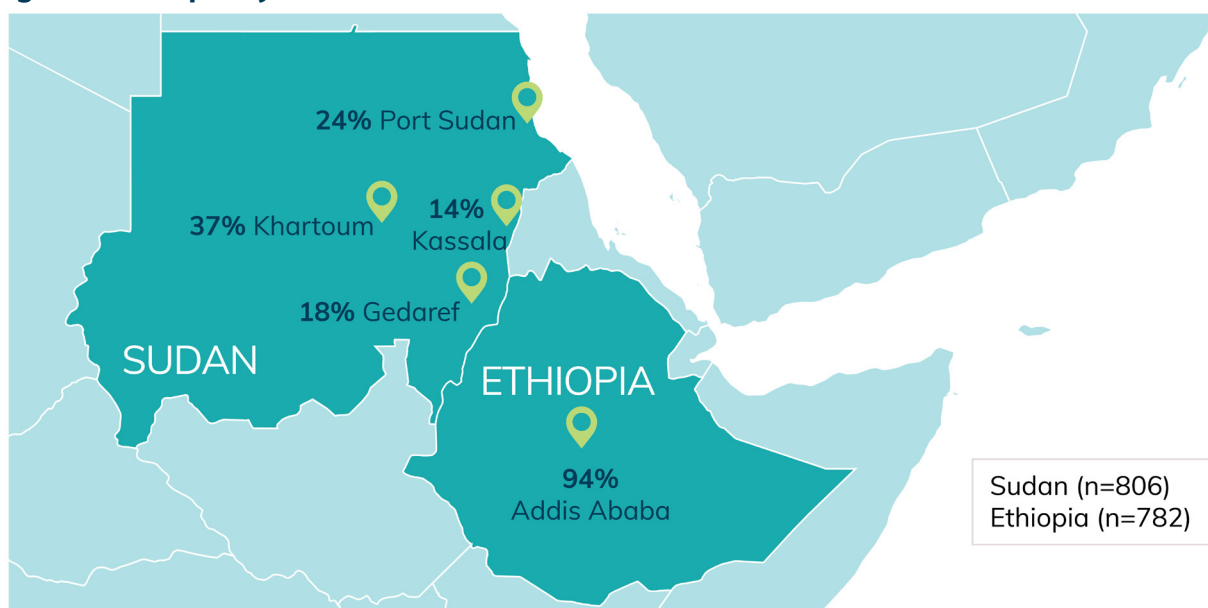 24% Port Sudan
37% Khartoum
14%
Kassala
18% Gedaref
SUDAN
ETHIOPIA
94%
Addis Ababa
Sudan (n=806)
Ethiopia (n=782)